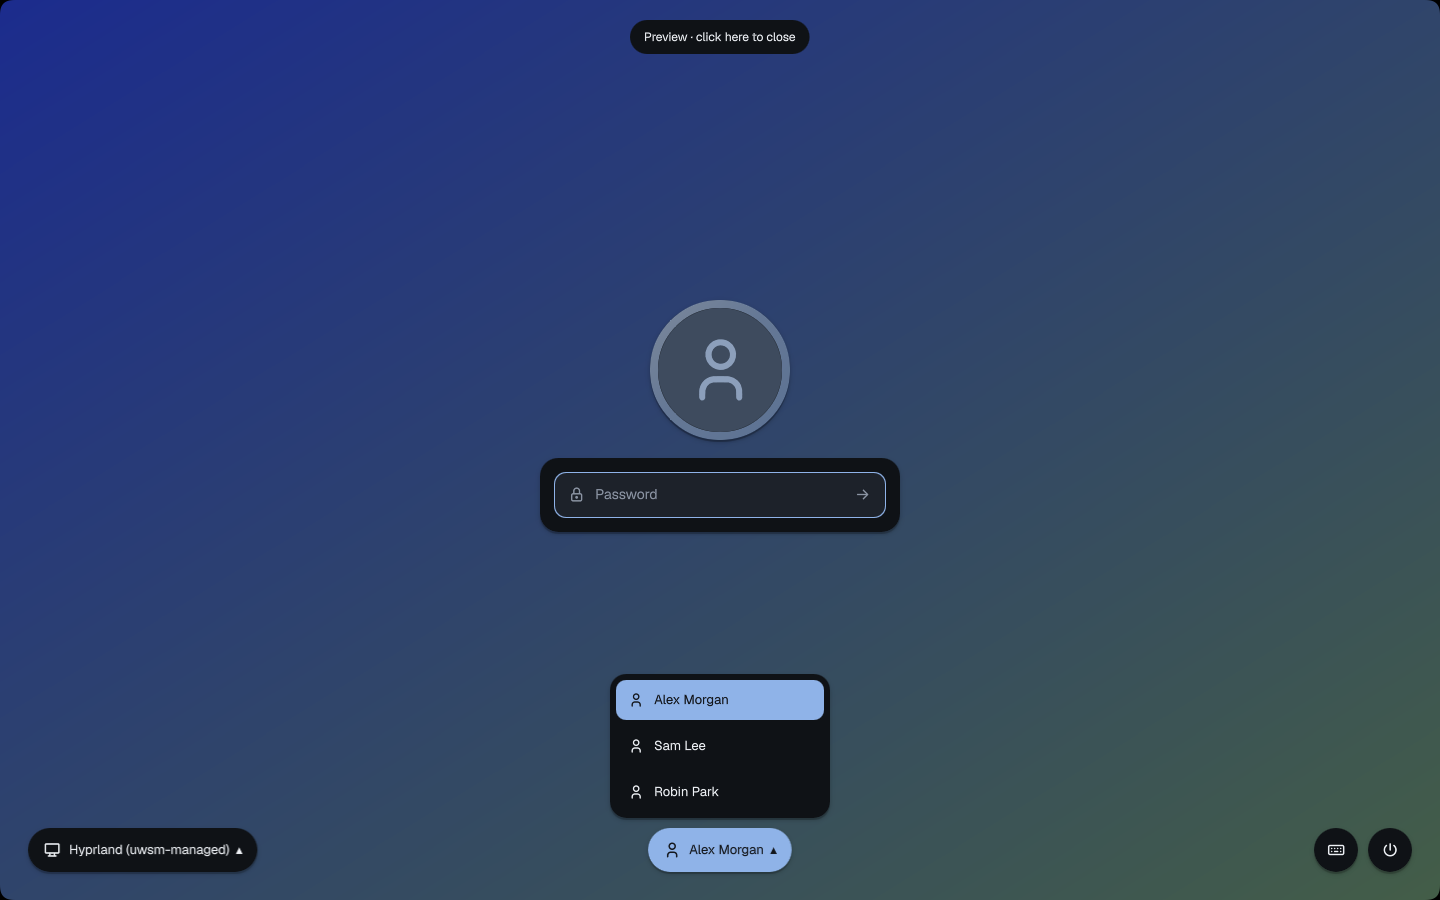 Preview · click here to close
Password
Alex Morgan
Sam Lee
Robin Park
Hyprland (uwsm-managed) ▲
Alex Morgan ▲